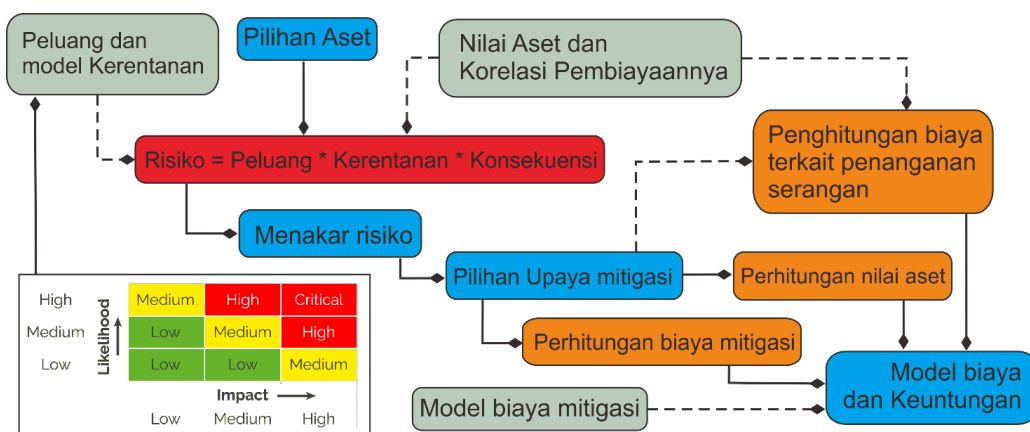 Peluang dan
model Kerentanan
Pilihan Aset
Nilai Aset dan
Korelasi Pembiayaannya
Risiko = Peluang * Kerentanan * Konsekuensi
Penghitungan biaya
terkait penanganan
serangan
Menakar risiko
Pilihan Upaya mitigasi
Perhitungan nilai aset
Perhitungan biaya mitigasi
Model biaya
dan Keuntungan
Model biaya mitigasi
High
Medium
Low
Likelihood
Medium High Critical
Low Medium High
Low Low Medium
Impact
Low Medium High